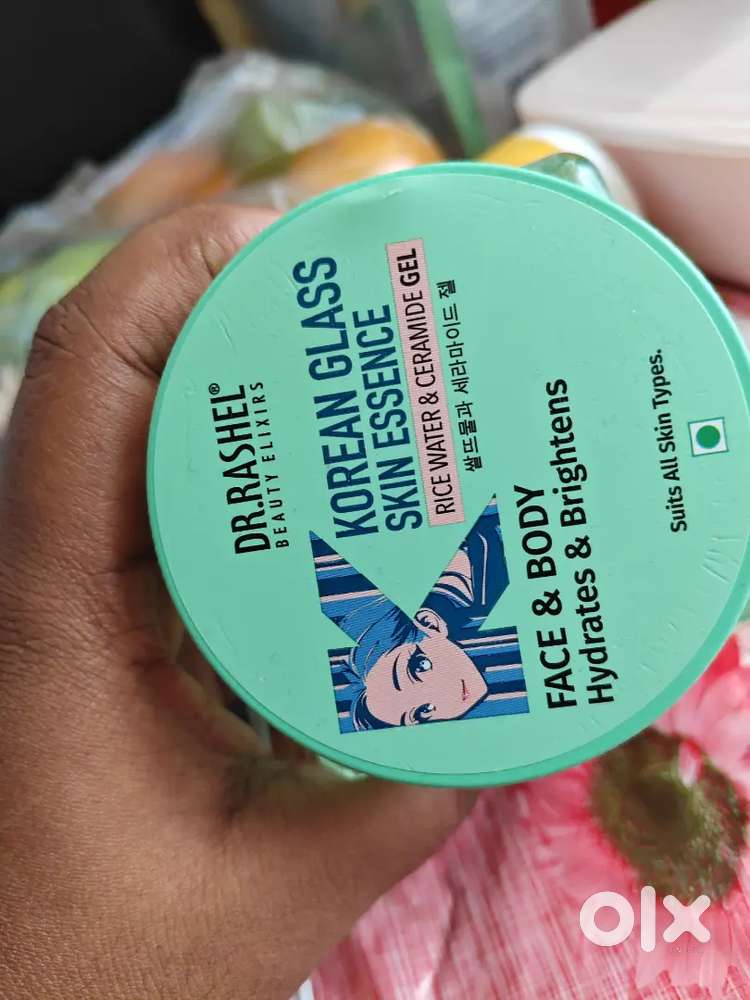 DR.RASHEL®
BEAUTY ELIXIRS
KOREAN GLASS
SKIN ESSENCE
RICE WATER & CERAMIDE GEL
쌀뜨물과 세라마이드 젤
FACE & BODY
Hydrates & Brightens
Suits All Skin Types.
olx